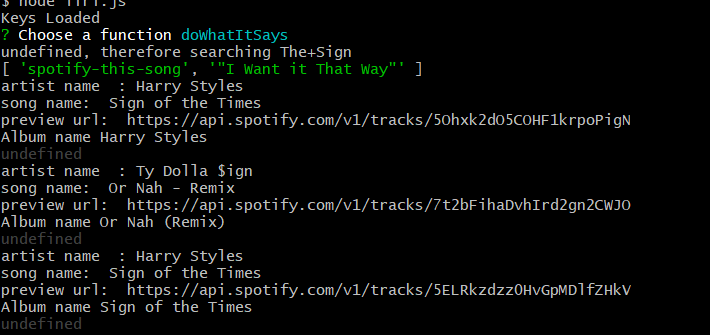 $ node liri.js
Keys Loaded
? Choose a function doWhatItSays
undefined, therefore searching The+Sign
[ 'spotify-this-song', '"I Want it That Way"' ]
artist name  : Harry Styles
song name:  Sign of the Times
preview url:  https://api.spotify.com/v1/tracks/5Ohxk2dO5COHF1krpoPigN
Album name Harry Styles
undefined
artist name  : Ty Dolla $ign
song name:  Or Nah - Remix
preview url:  https://api.spotify.com/v1/tracks/7t2bFihaDvhIrd2gn2CWJO
Album name Or Nah (Remix)
undefined
artist name  : Harry Styles
song name:  Sign of the Times
preview url:  https://api.spotify.com/v1/tracks/5ELRkzdzz0HvGpMDlfZHkV
Album name Sign of the Times
undefined